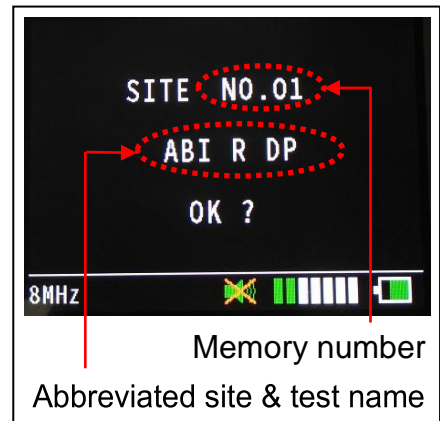 SITE NO.01
ABI R DP
OK ?
8MHz
Memory number
Abbreviated site & test name